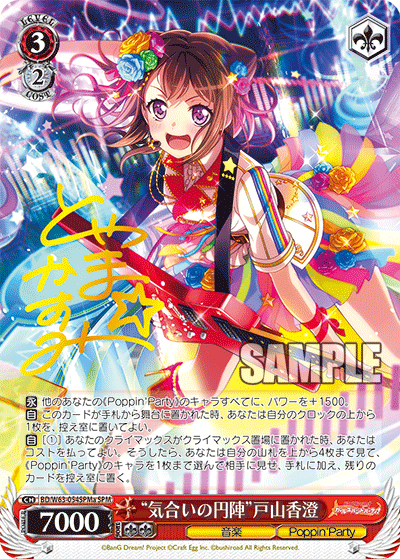 LEVEL
3
2
COST
とやま
かすみ
SAMPLE
永 他のあなたの《Poppin'Party》のキャラすべてに、パワーを+1500。
自 このカードが手札から舞台に置かれた時、あなたは自分のクロックの上から
1枚を、控え室に置いてよい。
自 [①] あなたのクライマックスがクライマックス置場に置かれた時、あなたは
コストを払ってよい。そうしたら、あなたは自分の山札を上から4枚まで見て、
《Poppin'Party》のキャラを1枚まで選んで相手に見せ、手札に加え、残りの
カードを控え室に置く。
CH BD/W63-094SPMa SPM
7000
"気合いの円陣"戸山香澄
音楽
Poppin'Party
©BanG Dream! Project ©Craft Egg Inc. ©bushiroad All Rights Reserved.